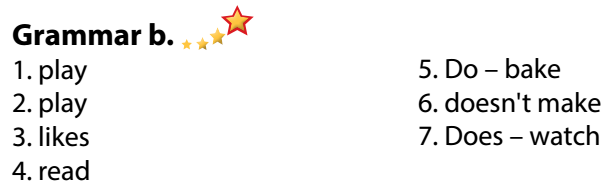 Grammar b.
1. play
2. play
3. likes
4. read
5. Do – bake
6. doesn't make
7. Does – watch